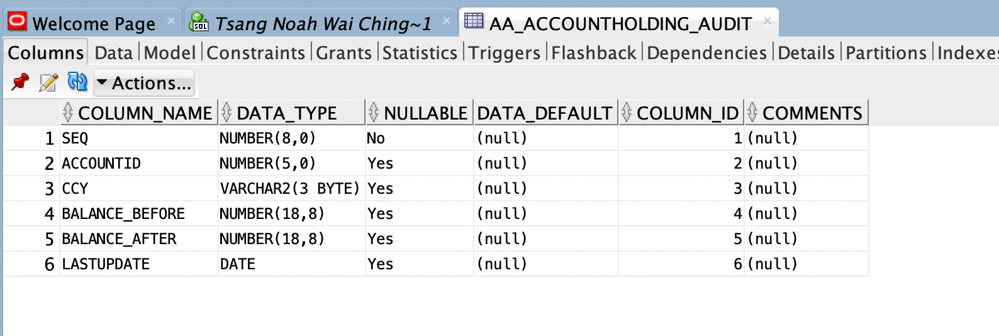 Welcome Page Tsang Noah Wai Ching~1 AA_ACCOUNTHOLDING_AUDIT
Columns Data Model Constraints Grants Statistics Triggers Flashback Dependencies Details Partitions Indexes
Actions...
COLUMN_NAME DATA_TYPE NULLABLE DATA_DEFAULT COLUMN_ID COMMENTS
1 SEQ NUMBER(8,0) No (null) 1 (null)
2 ACCOUNTID NUMBER(5,0) Yes (null) 2 (null)
3 CCY VARCHAR2(3 BYTE) Yes (null) 3 (null)
4 BALANCE_BEFORE NUMBER(18,8) Yes (null) 4 (null)
5 BALANCE_AFTER NUMBER(18,8) Yes (null) 5 (null)
6 LASTUPDATE DATE Yes (null) 6 (null)